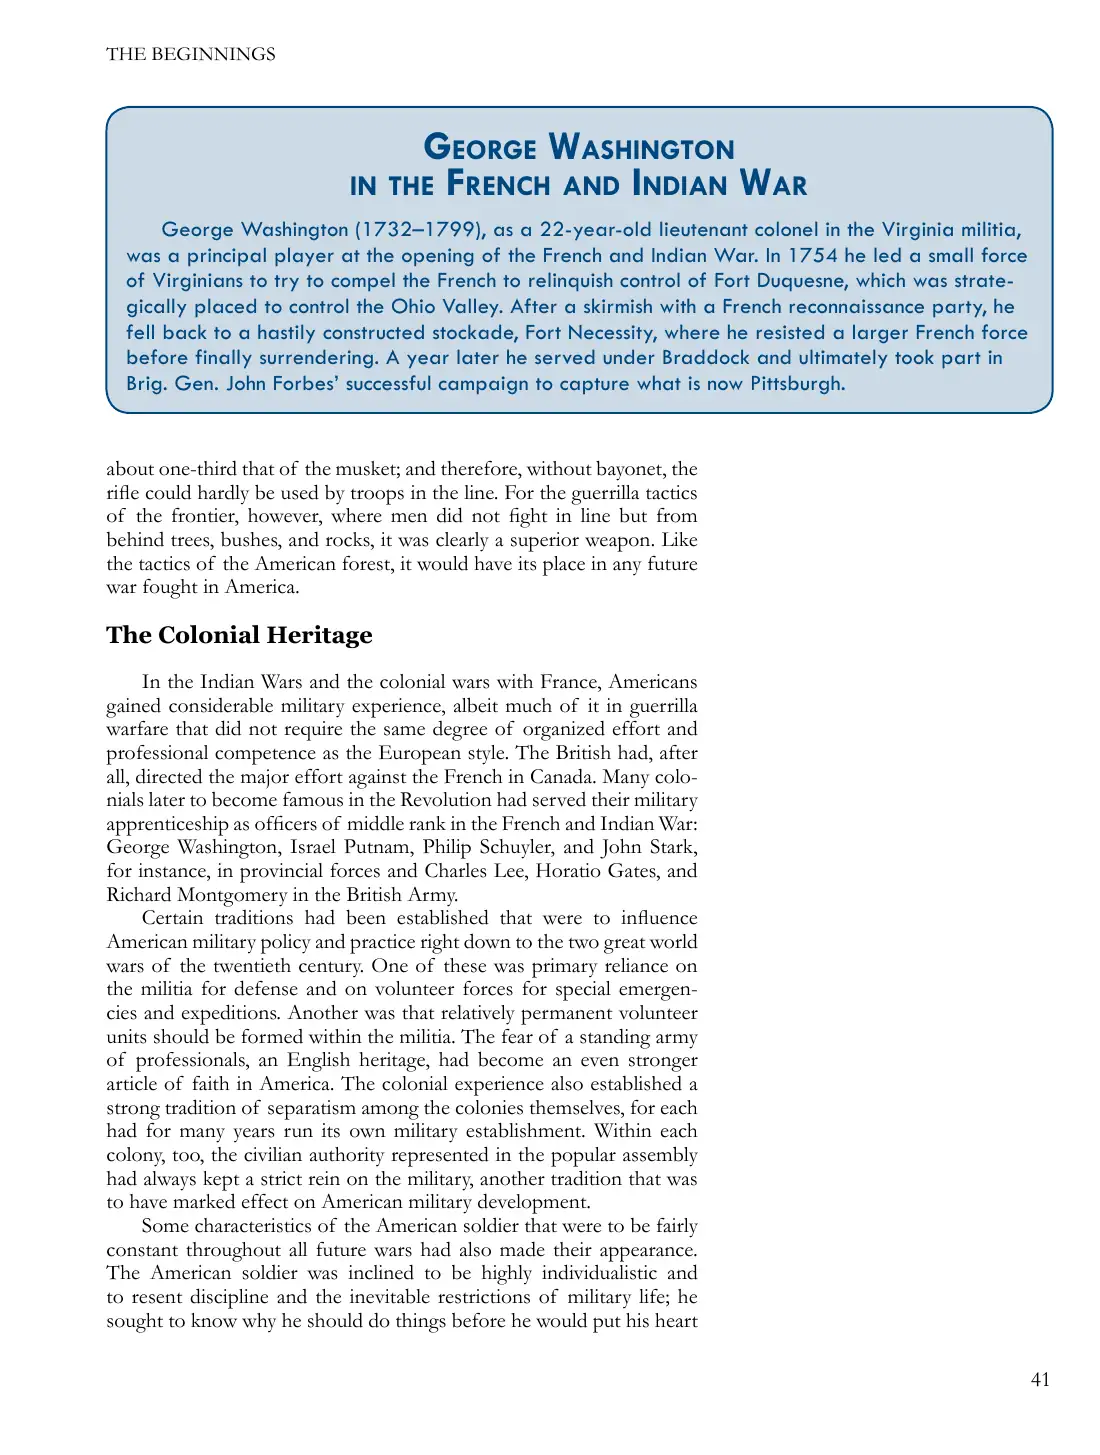 THE BEGINNINGS
George Washington
in the French and Indian War
George Washington (1732–1799), as a 22-year-old lieutenant colonel in the Virginia militia,
was a principal player at the opening of the French and Indian War. In 1754 he led a small force
of Virginians to try to compel the French to relinquish control of Fort Duquesne, which was strate-
gically placed to control the Ohio Valley. After a skirmish with a French reconnaissance party, he
fell back to a hastily constructed stockade, Fort Necessity, where he resisted a larger French force
before finally surrendering. A year later he served under Braddock and ultimately took part in
Brig. Gen. John Forbes’ successful campaign to capture what is now Pittsburgh.
about one-third that of the musket; and therefore, without bayonet, the
rifle could hardly be used by troops in the line. For the guerrilla tactics
of the frontier, however, where men did not fight in line but from
behind trees, bushes, and rocks, it was clearly a superior weapon. Like
the tactics of the American forest, it would have its place in any future
war fought in America.
The Colonial Heritage
In the Indian Wars and the colonial wars with France, Americans
gained considerable military experience, albeit much of it in guerrilla
warfare that did not require the same degree of organized effort and
professional competence as the European style. The British had, after
all, directed the major effort against the French in Canada. Many colo-
nials later to become famous in the Revolution had served their military
apprenticeship as officers of middle rank in the French and Indian War:
George Washington, Israel Putnam, Philip Schuyler, and John Stark,
for instance, in provincial forces and Charles Lee, Horatio Gates, and
Richard Montgomery in the British Army.
Certain traditions had been established that were to influence
American military policy and practice right down to the two great world
wars of the twentieth century. One of these was primary reliance on
the militia for defense and on volunteer forces for special emergen-
cies and expeditions. Another was that relatively permanent volunteer
units should be formed within the militia. The fear of a standing army
of professionals, an English heritage, had become an even stronger
article of faith in America. The colonial experience also established a
strong tradition of separatism among the colonies themselves, for each
had for many years run its own military establishment. Within each
colony, too, the civilian authority represented in the popular assembly
had always kept a strict rein on the military, another tradition that was
to have marked effect on American military development.
Some characteristics of the American soldier that were to be fairly
constant throughout all future wars had also made their appearance.
The American soldier was inclined to be highly individualistic and
to resent discipline and the inevitable restrictions of military life; he
sought to know why he should do things before he would put his heart
41